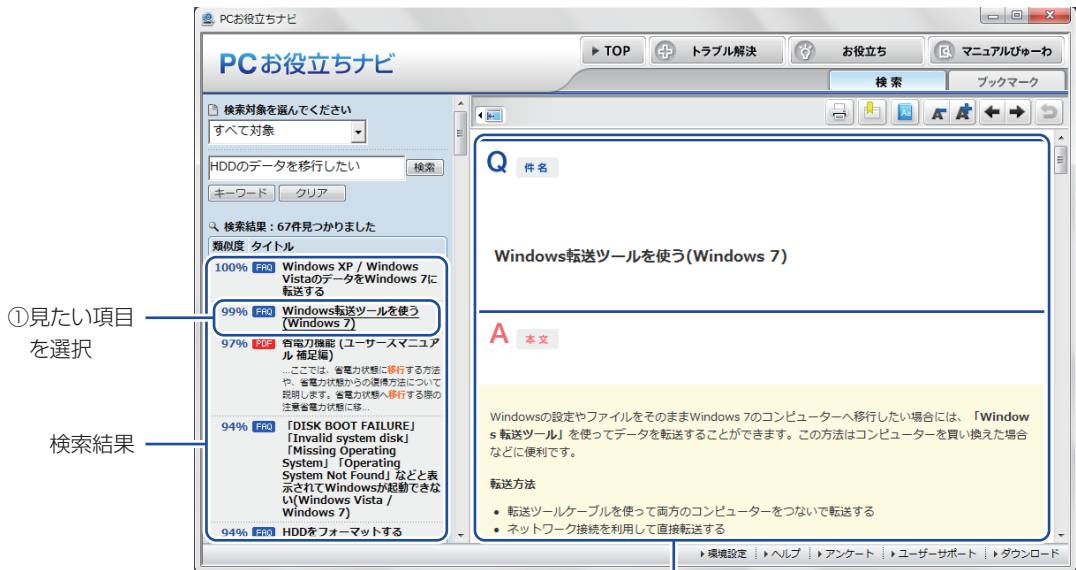 PCお役立ちナビ
PCお役立ちナビ
TOP
トラブル解決
お役立ち
マニュアルびゅーわ
検索
ブックマーク
検索対象を選んでください
すべて対象
HDDのデータを移行したい
検索
キーワード
クリア
検索結果：67件見つかりました
類似度 タイトル
100% FAQ Windows XP / Windows
VistaのデータをWindows 7に
転送する
99% FAQ Windows転送ツールを使う
(Windows 7)
97% PDF 省電力機能 (ユーザーズマニュア
ル 補足編)
…ここでは、省電力状態に移行する方法
や、省電力状態からの復帰方法について
説明します。省電力状態へ移行する際の
注意省電力状態に移…
94% FAQ 「DISK BOOT FAILURE」
「Invalid system disk」
「Missing Operating
System」「Operating
System Not Found」などと表
示されてWindowsが起動できな
い(Windows Vista /
Windows 7)
94% FAQ HDDをフォーマットする
①見たい項目
を選択
検索結果
Q 件名
Windows転送ツールを使う(Windows 7)
A 本文
Windowsの設定やファイルをそのままWindows 7のコンピューターへ移行したい場合には、「Window
s 転送ツール」を使ってデータを転送することができます。この方法はコンピューターを買い換えた場合
などに便利です。
転送方法
• 転送ツールケーブルを使って両方のコンピューターをつないで転送する
• ネットワーク接続を利用して直接転送する
環境設定
ヘルプ
アンケート
ユーザーサポート
ダウンロード